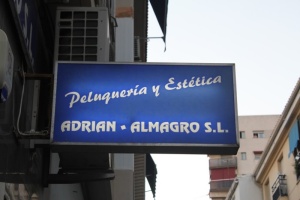 Peluquería y Estética
ADRIAN - ALMAGRO S.L.